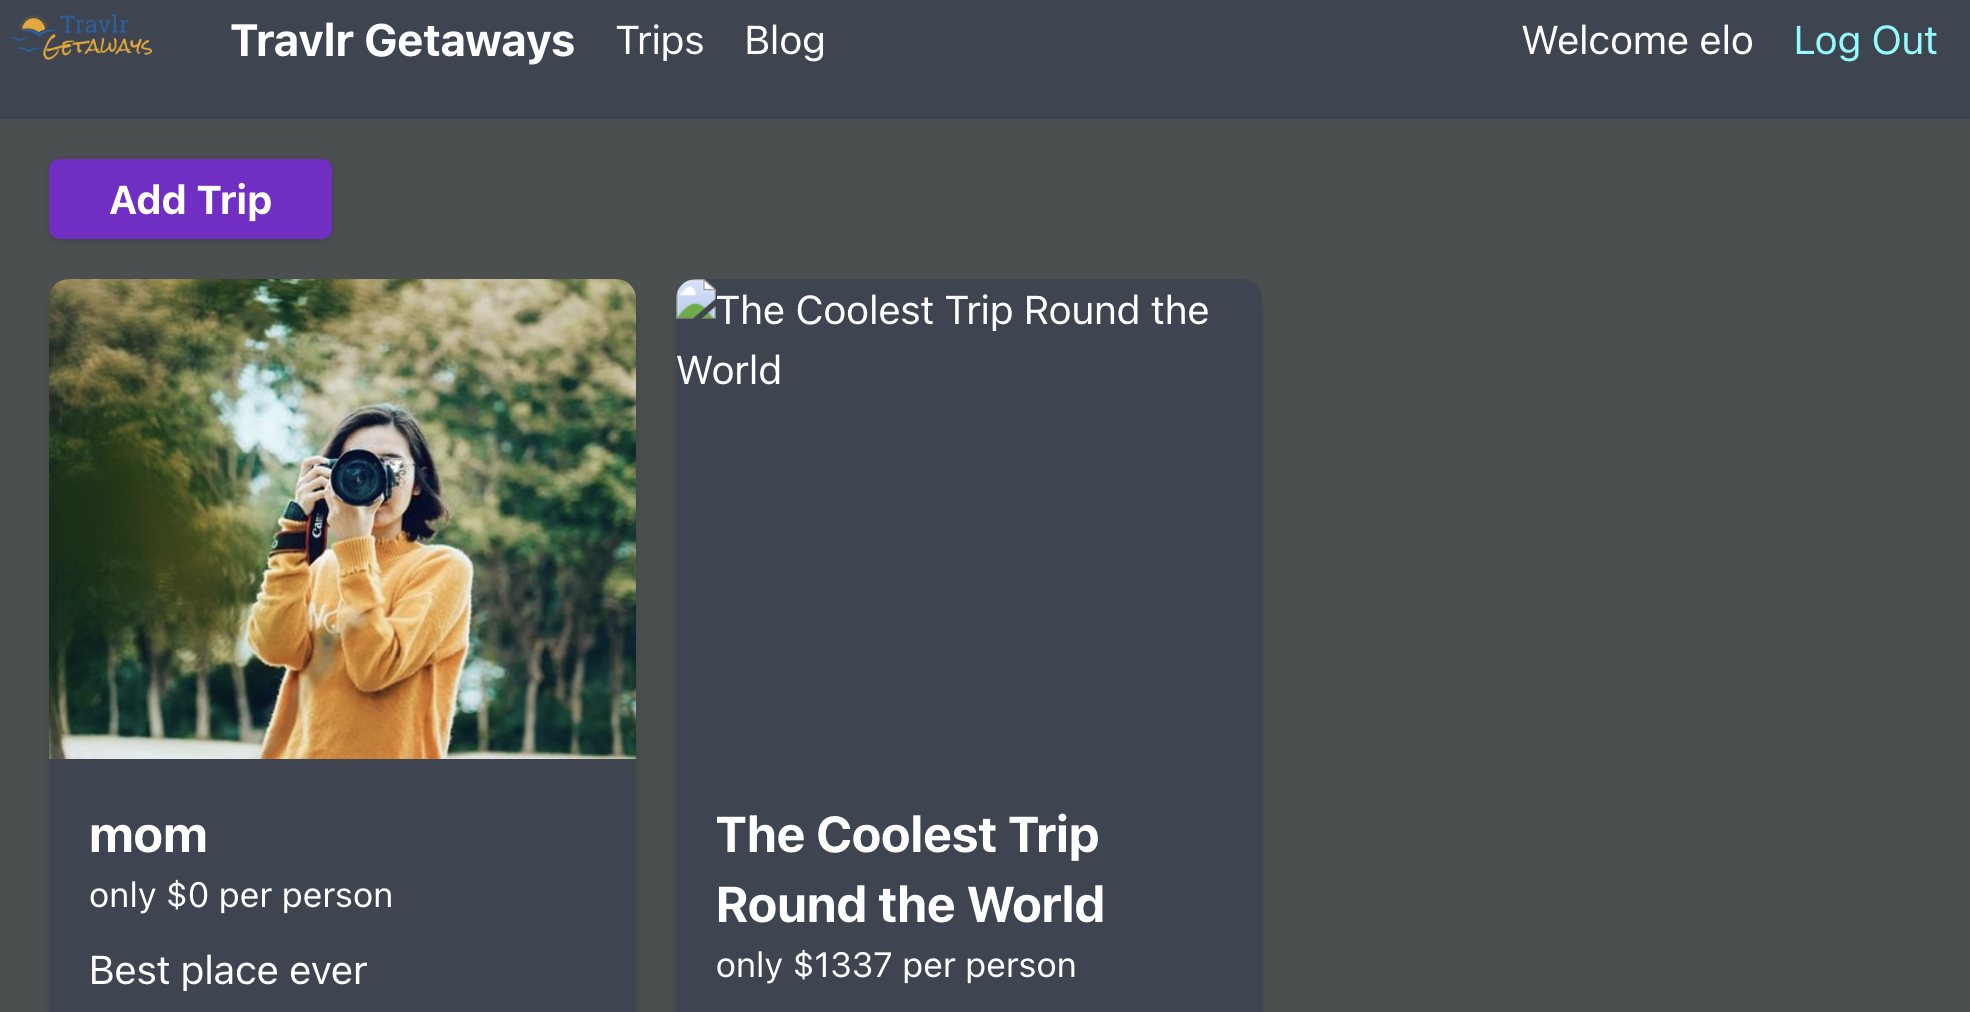 Travlr
GETAWAYS
Travlr Getaways Trips Blog Welcome elo Log Out
Add Trip
The Coolest Trip Round the
World
mom
only $0 per person
Best place ever
The Coolest Trip
Round the World
only $1337 per person